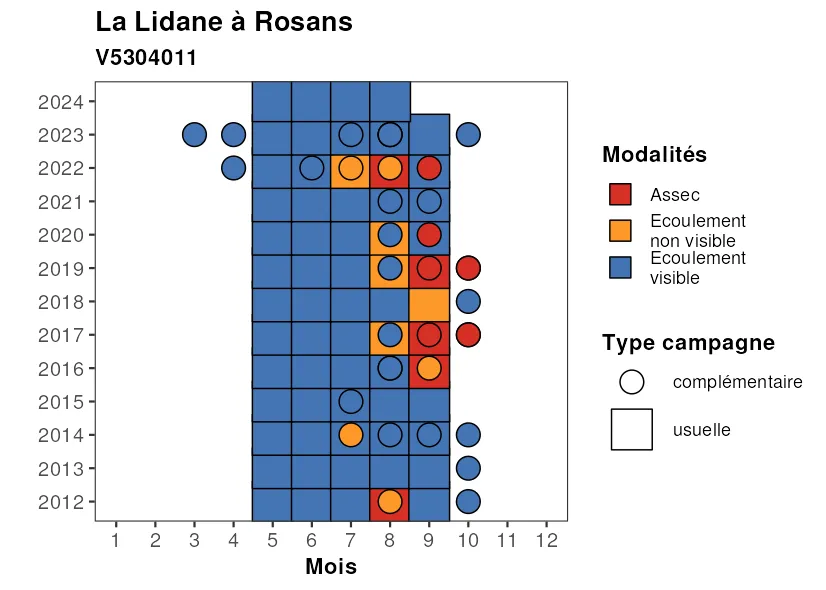 La Lidane à Rosans
V5304011
2024
2023
2022
2021
2020
2019
2018
2017
2016
2015
2014
2013
2012
1 2 3 4 5 6 7 8 9 10 11 12
Mois
Modalités
Assec
Ecoulement
non visible
Ecoulement
visible
Type campagne
complémentaire
usuelle